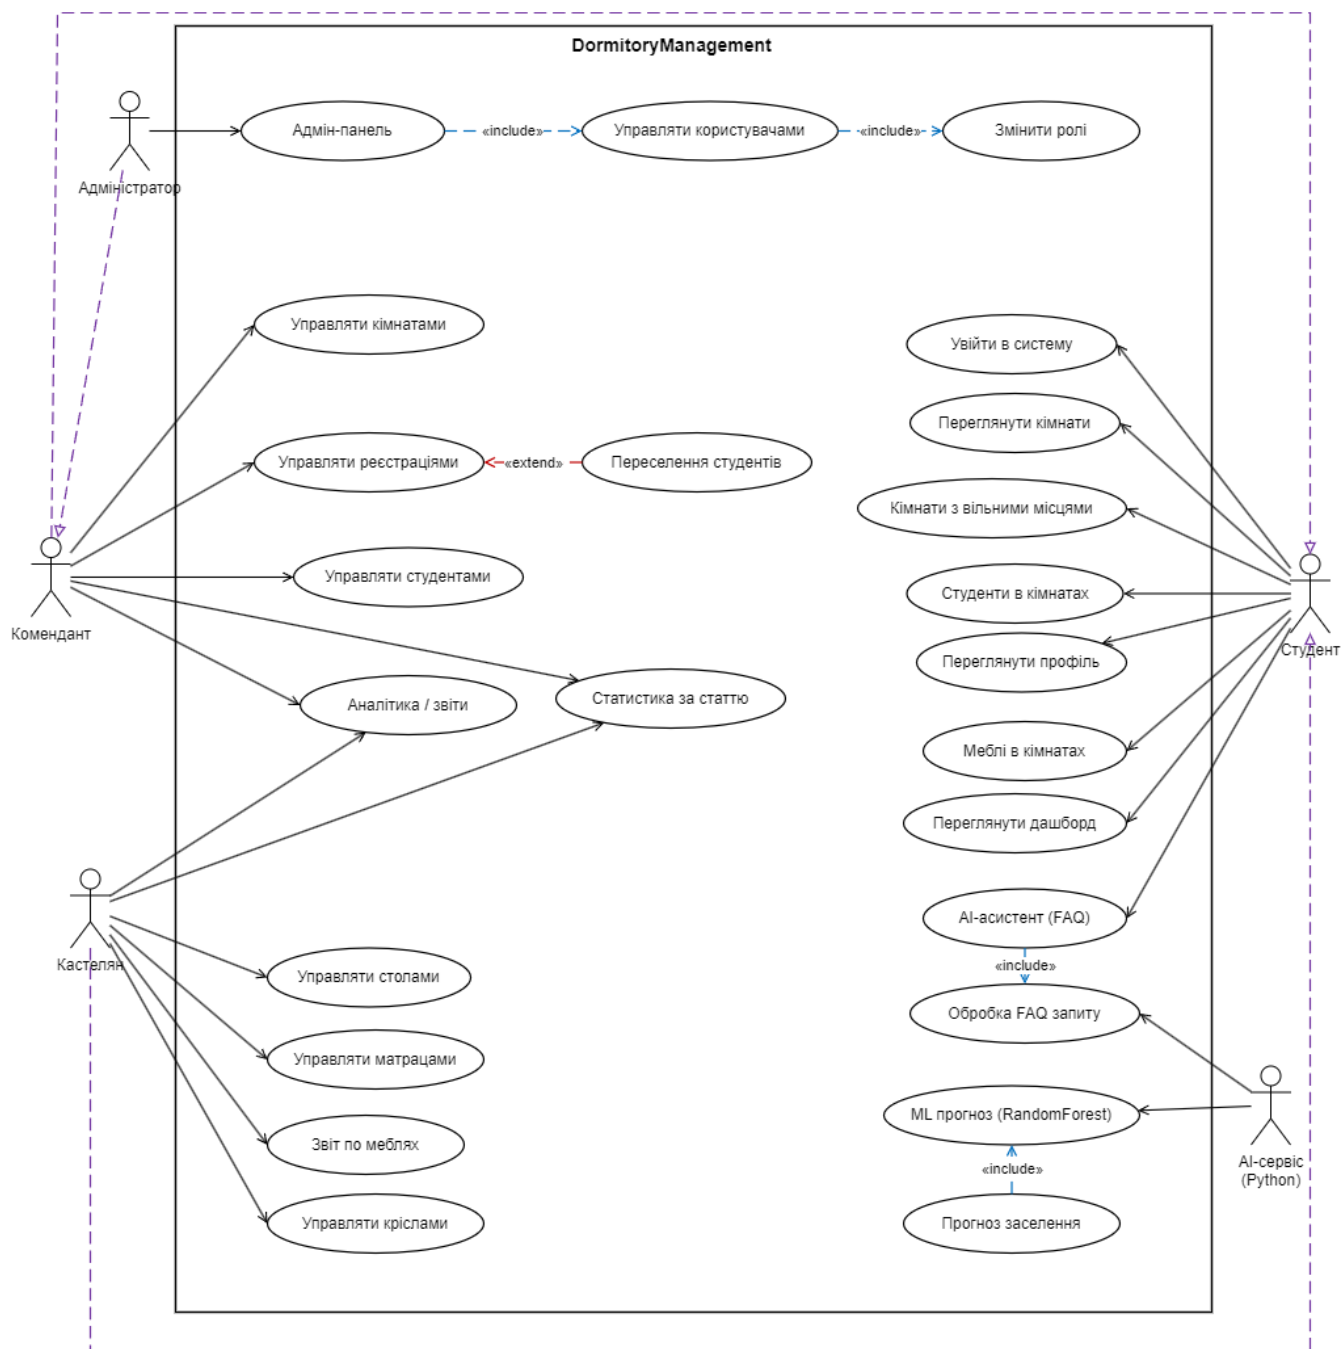 DormitoryManagement
Адмін-панель
«include»
Управляти користувачами
«include»
Змінити ролі
Адміністратор
Управляти кімнатами
Увійти в систему
Переглянути кімнати
Управляти реєстраціями
«extend»
Переселення студентів
Кімнати з вільними місцями
Управляти студентами
Студенти в кімнатах
Комендант
Студент
Переглянути профіль
Аналітика / звіти
Статистика за статтю
Меблі в кімнатах
Переглянути дашборд
AI-асистент (FAQ)
Кастелян
«include»
Управляти столами
Обробка FAQ запиту
Управляти матрацами
ML прогноз (RandomForest)
Звіт по меблях
«include»
AI-сервіс
(Python)
Управляти кріслами
Прогноз заселення